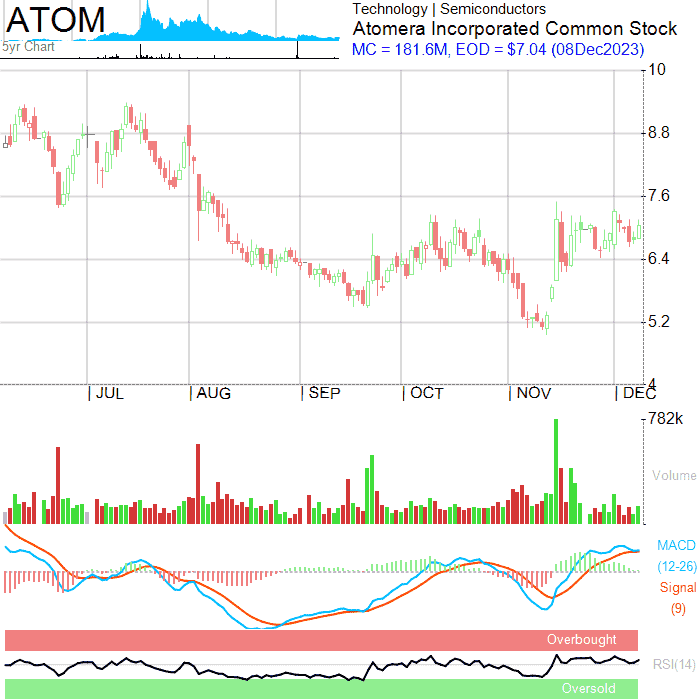 ATOM
5yr Chart
Technology | Semiconductors
Atomera Incorporated Common Stock
MC = 181.6M, EOD = $7.04 (08Dec2023)
10
8.8
7.6
6.4
5.2
4
| JUL | AUG | SEP | OCT | NOV | DEC
782k
Volume
MACD
(12-26)
Signal
(9)
Overbought
RSI(14)
Oversold